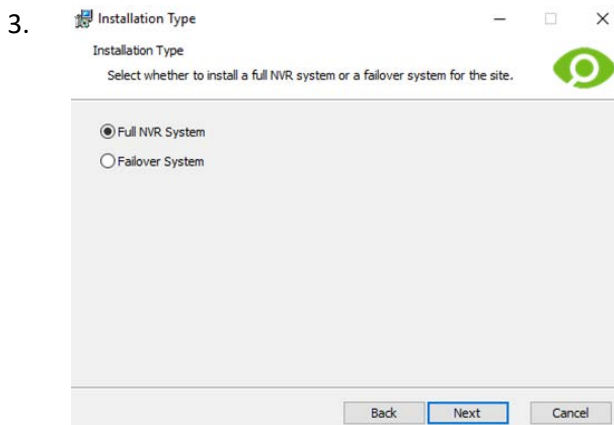 3.
Installation Type
Installation Type
Select whether to install a full NVR system or a failover system for the site.
Full NVR System
Failover System
Back Next Cancel